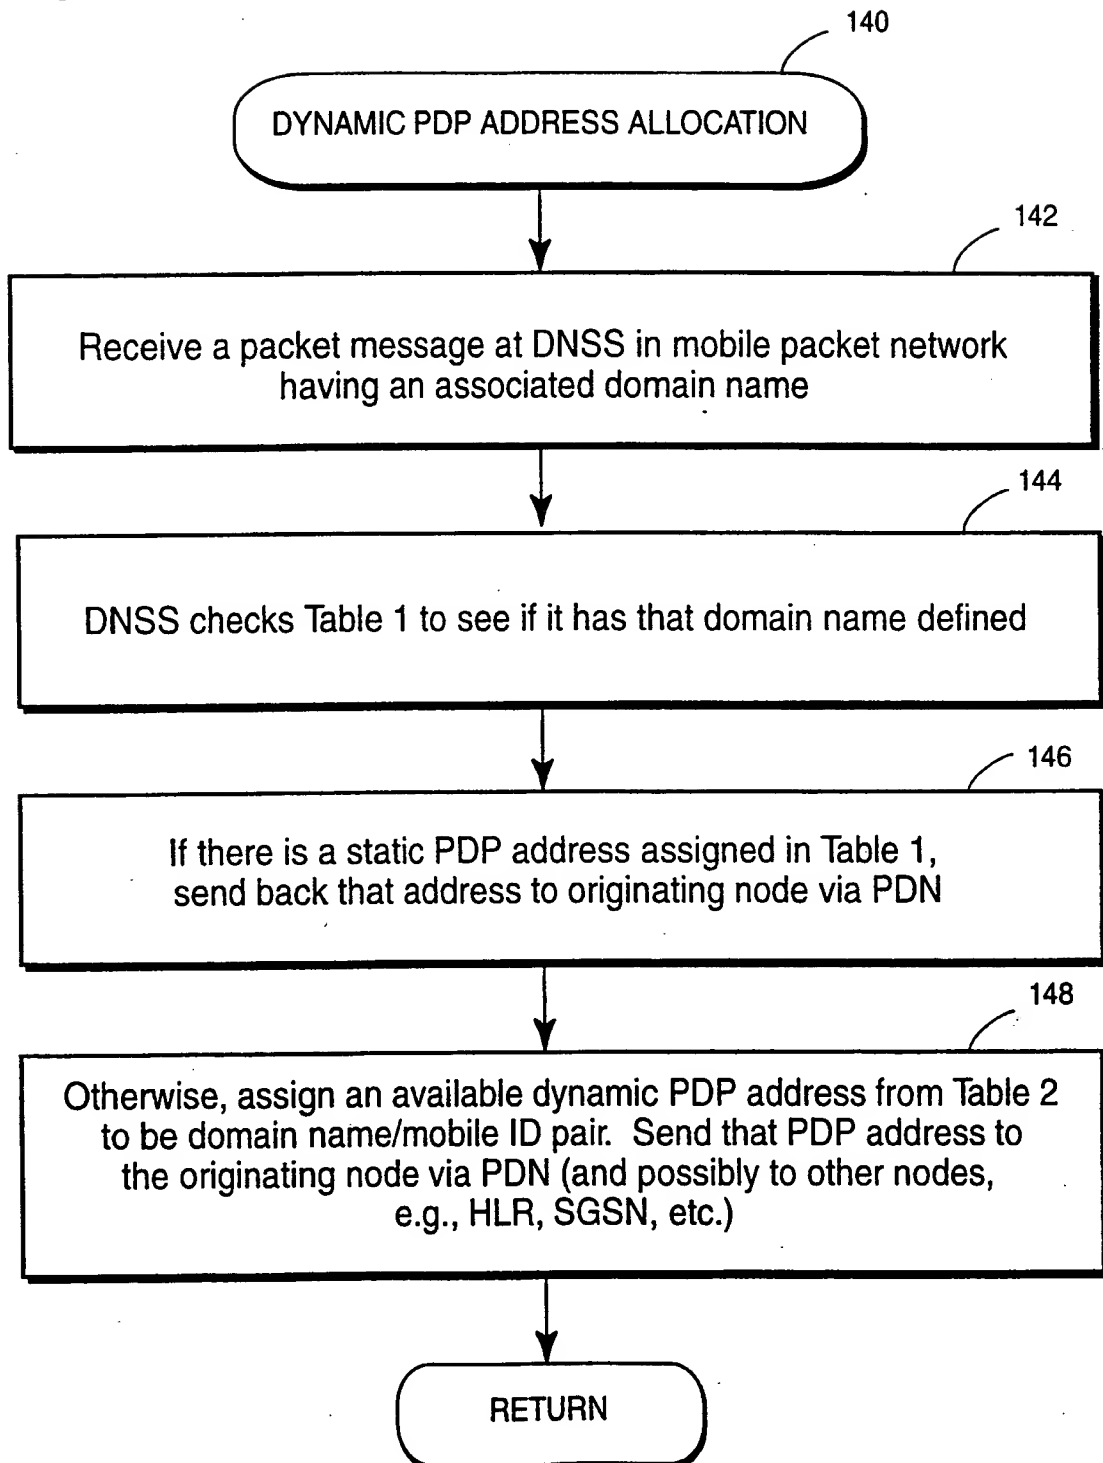 140
DYNAMIC PDP ADDRESS ALLOCATION
142
Receive a packet message at DNSS in mobile packet network
having an associated domain name
144
DNSS checks Table 1 to see if it has that domain name defined
146
If there is a static PDP address assigned in Table 1,
send back that address to originating node via PDN
148
Otherwise, assign an available dynamic PDP address from Table 2
to be domain name/mobile ID pair. Send that PDP address to
the originating node via PDN (and possibly to other nodes,
e.g., HLR, SGSN, etc.)
RETURN